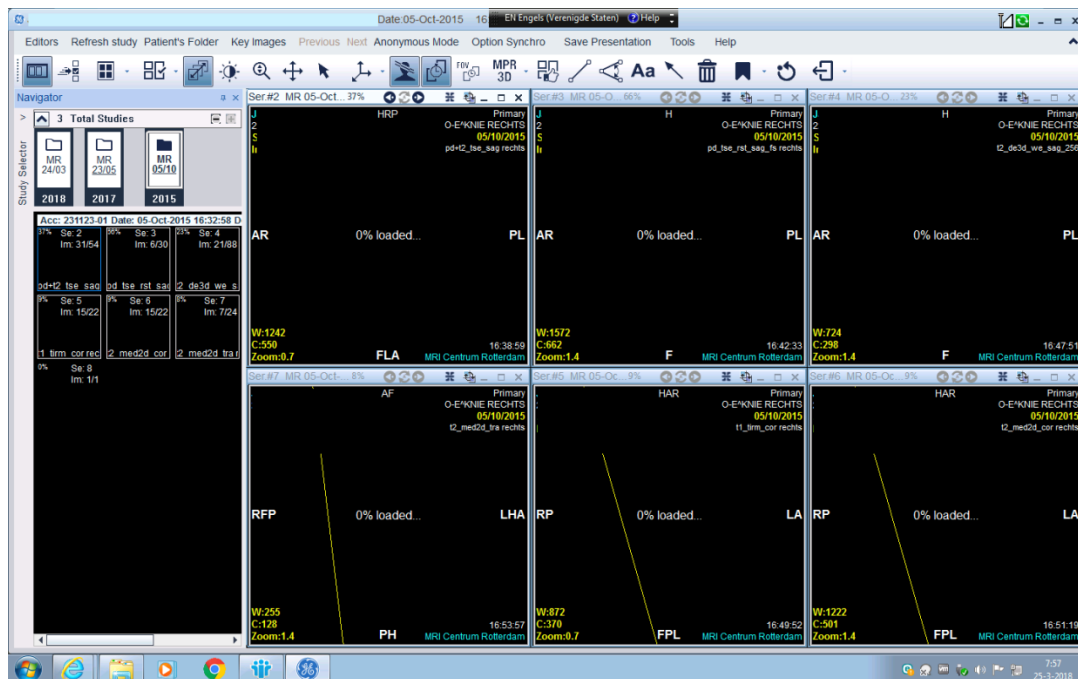 Date:05-Oct-2015 16
EN Engels (Verenigde Staten) Help
Editors Refresh study Patient's Folder Key Images Previous Next Anonymous Mode Option Synchro Save Presentation Tools Help
FOV MPR 3D Aa
Navigator
3 Total Studies
Study Selector
MR 24/03 2018
MR 23/05 2017
MR 05/10 2015
Acc: 231123-01 Date: 05-Oct-2015 16:32:58 D
37% Se: 2
Im: 31/54
pd+t2_tse_sag
Se: 3
Im: 6/30
pd_tse_rst_sag
23% Se: 4
Im: 21/88
t2_de3d_we_s
9% Se: 5
Im: 15/22
t1_tirm_cor rec
9% Se: 6
Im: 15/22
t2_med2d_cor
8% Se: 7
Im: 7/24
t2_med2d_tra r
0% Se: 8
Im: 1/1
Ser.#2 MR 05-Oct... 37%
J HRP Primary
2 O-E^KNIE RECHTS
S 05/10/2015
pd+t2_tse_sag rechts
AR 0% loaded... PL
W:1242
C:550 16:38:59
Zoom:0.7 FLA MRI Centrum Rotterdam
Ser.#3 MR 05-O... 66%
J H Primary
2 O-E^KNIE RECHTS
S 05/10/2015
pd_tse_rst_sag_fs rechts
AR 0% loaded... PL
W:1572
C:662 16:42:33
Zoom:1.4 F MRI Centrum Rotterdam
Ser.#4 MR 05-O... 23%
J H Primary
2 O-E^KNIE RECHTS
S 05/10/2015
t2_de3d_we_sag_256
AR 0% loaded... PL
W:724
C:298 16:47:51
Zoom:1.4 F MRI Centrum Rotterdam
Ser.#7 MR 05-Oct-... 8%
AF Primary
O-E^KNIE RECHTS
05/10/2015
t2_med2d_tra rechts
RFP 0% loaded... LHA
W:255
C:128 16:53:57
Zoom:1.4 PH MRI Centrum Rotterdam
Ser.#5 MR 05-Oc 9%
HAR Primary
O-E^KNIE RECHTS
05/10/2015
t1_tirm_cor rechts
RP 0% loaded... LA
W:872
C:370 16:49:52
Zoom:0.7 FPL MRI Centrum Rotterdam
Ser.#6 MR 05-Oc 9%
HAR Primary
O-E^KNIE RECHTS
05/10/2015
t2_med2d_cor rechts
RP 0% loaded... LA
W:1222
C:501 16:51:19
Zoom:1.4 FPL MRI Centrum Rotterdam
7:57
25-3-2018